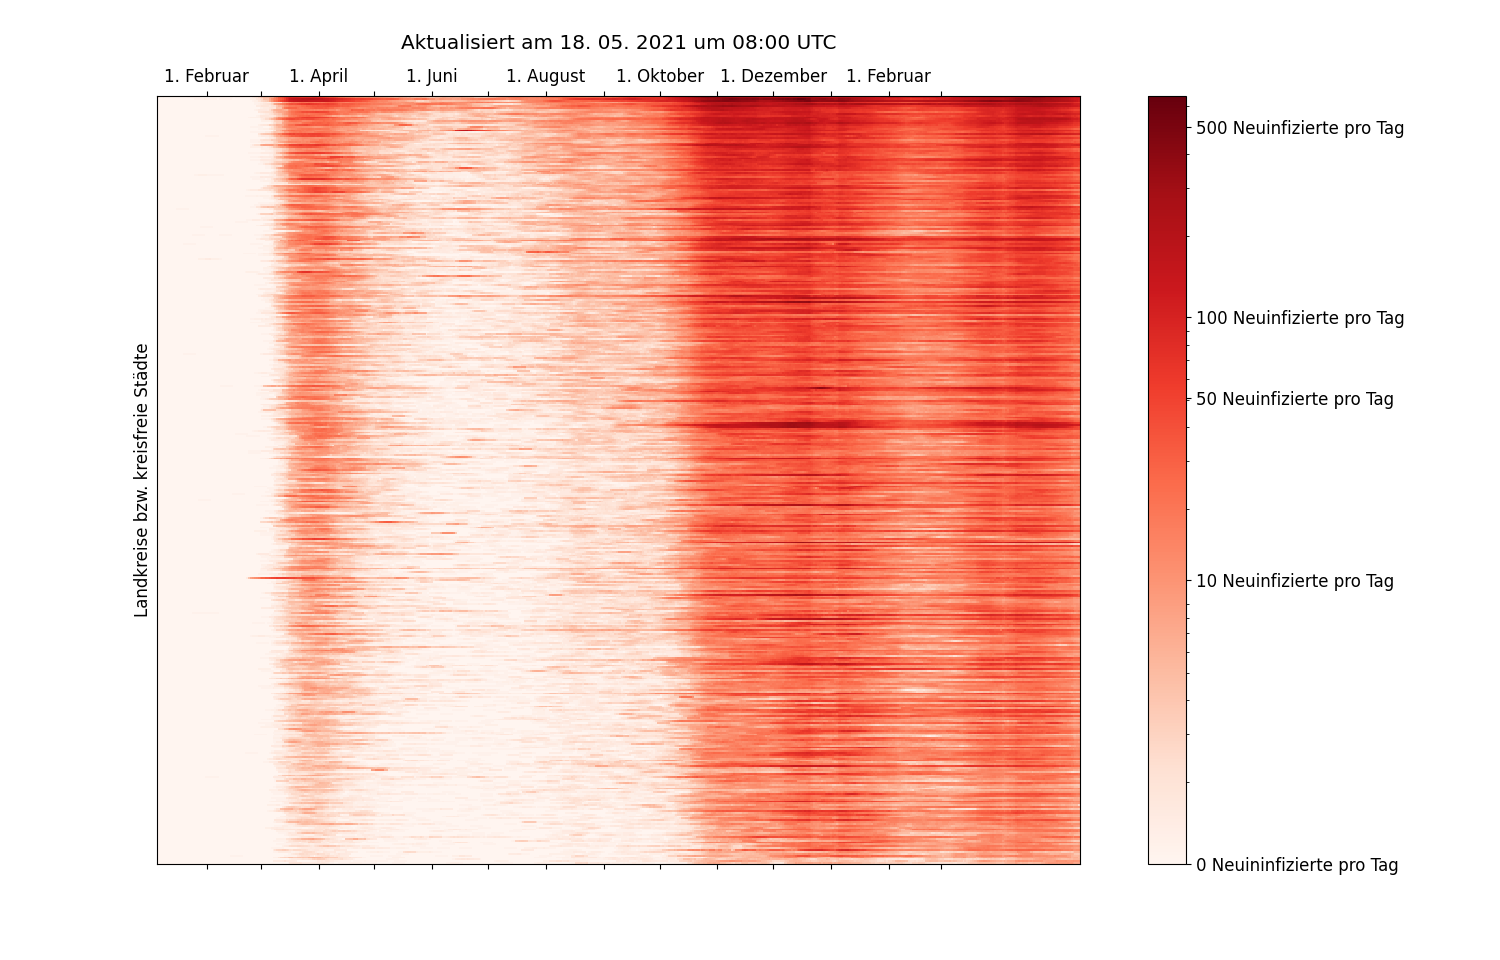 Aktualisiert am 18. 05. 2021 um 08:00 UTC
1. Februar 1. April 1. Juni 1. August 1. Oktober 1. Dezember 1. Februar
Landkreise bzw. kreisfreie Städte
500 Neuinfizierte pro Tag
100 Neuinfizierte pro Tag
50 Neuinfizierte pro Tag
10 Neuinfizierte pro Tag
0 Neuininfizierte pro Tag